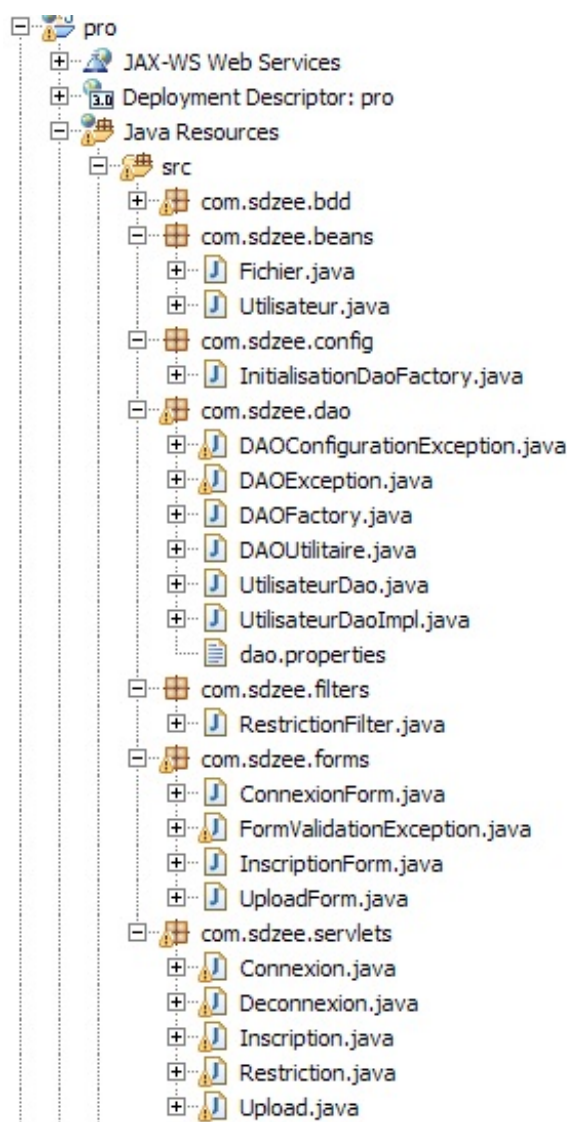 pro
JAX-WS Web Services
3.0 Deployment Descriptor: pro
Java Resources
src
com.sdzee.bdd
com.sdzee.beans
J Fichier.java
J Utilisateur.java
com.sdzee.config
J InitialisationDaoFactory.java
com.sdzee.dao
J DAOConfigurationException.java
J DAOException.java
J DAOFactory.java
J DAOUtilitaire.java
J UtilisateurDao.java
J UtilisateurDaoImpl.java
dao.properties
com.sdzee.filters
J RestrictionFilter.java
com.sdzee.forms
J ConnexionForm.java
J FormValidationException.java
J InscriptionForm.java
J UploadForm.java
com.sdzee.servlets
J Connexion.java
J Deconnexion.java
J Inscription.java
J Restriction.java
J Upload.java